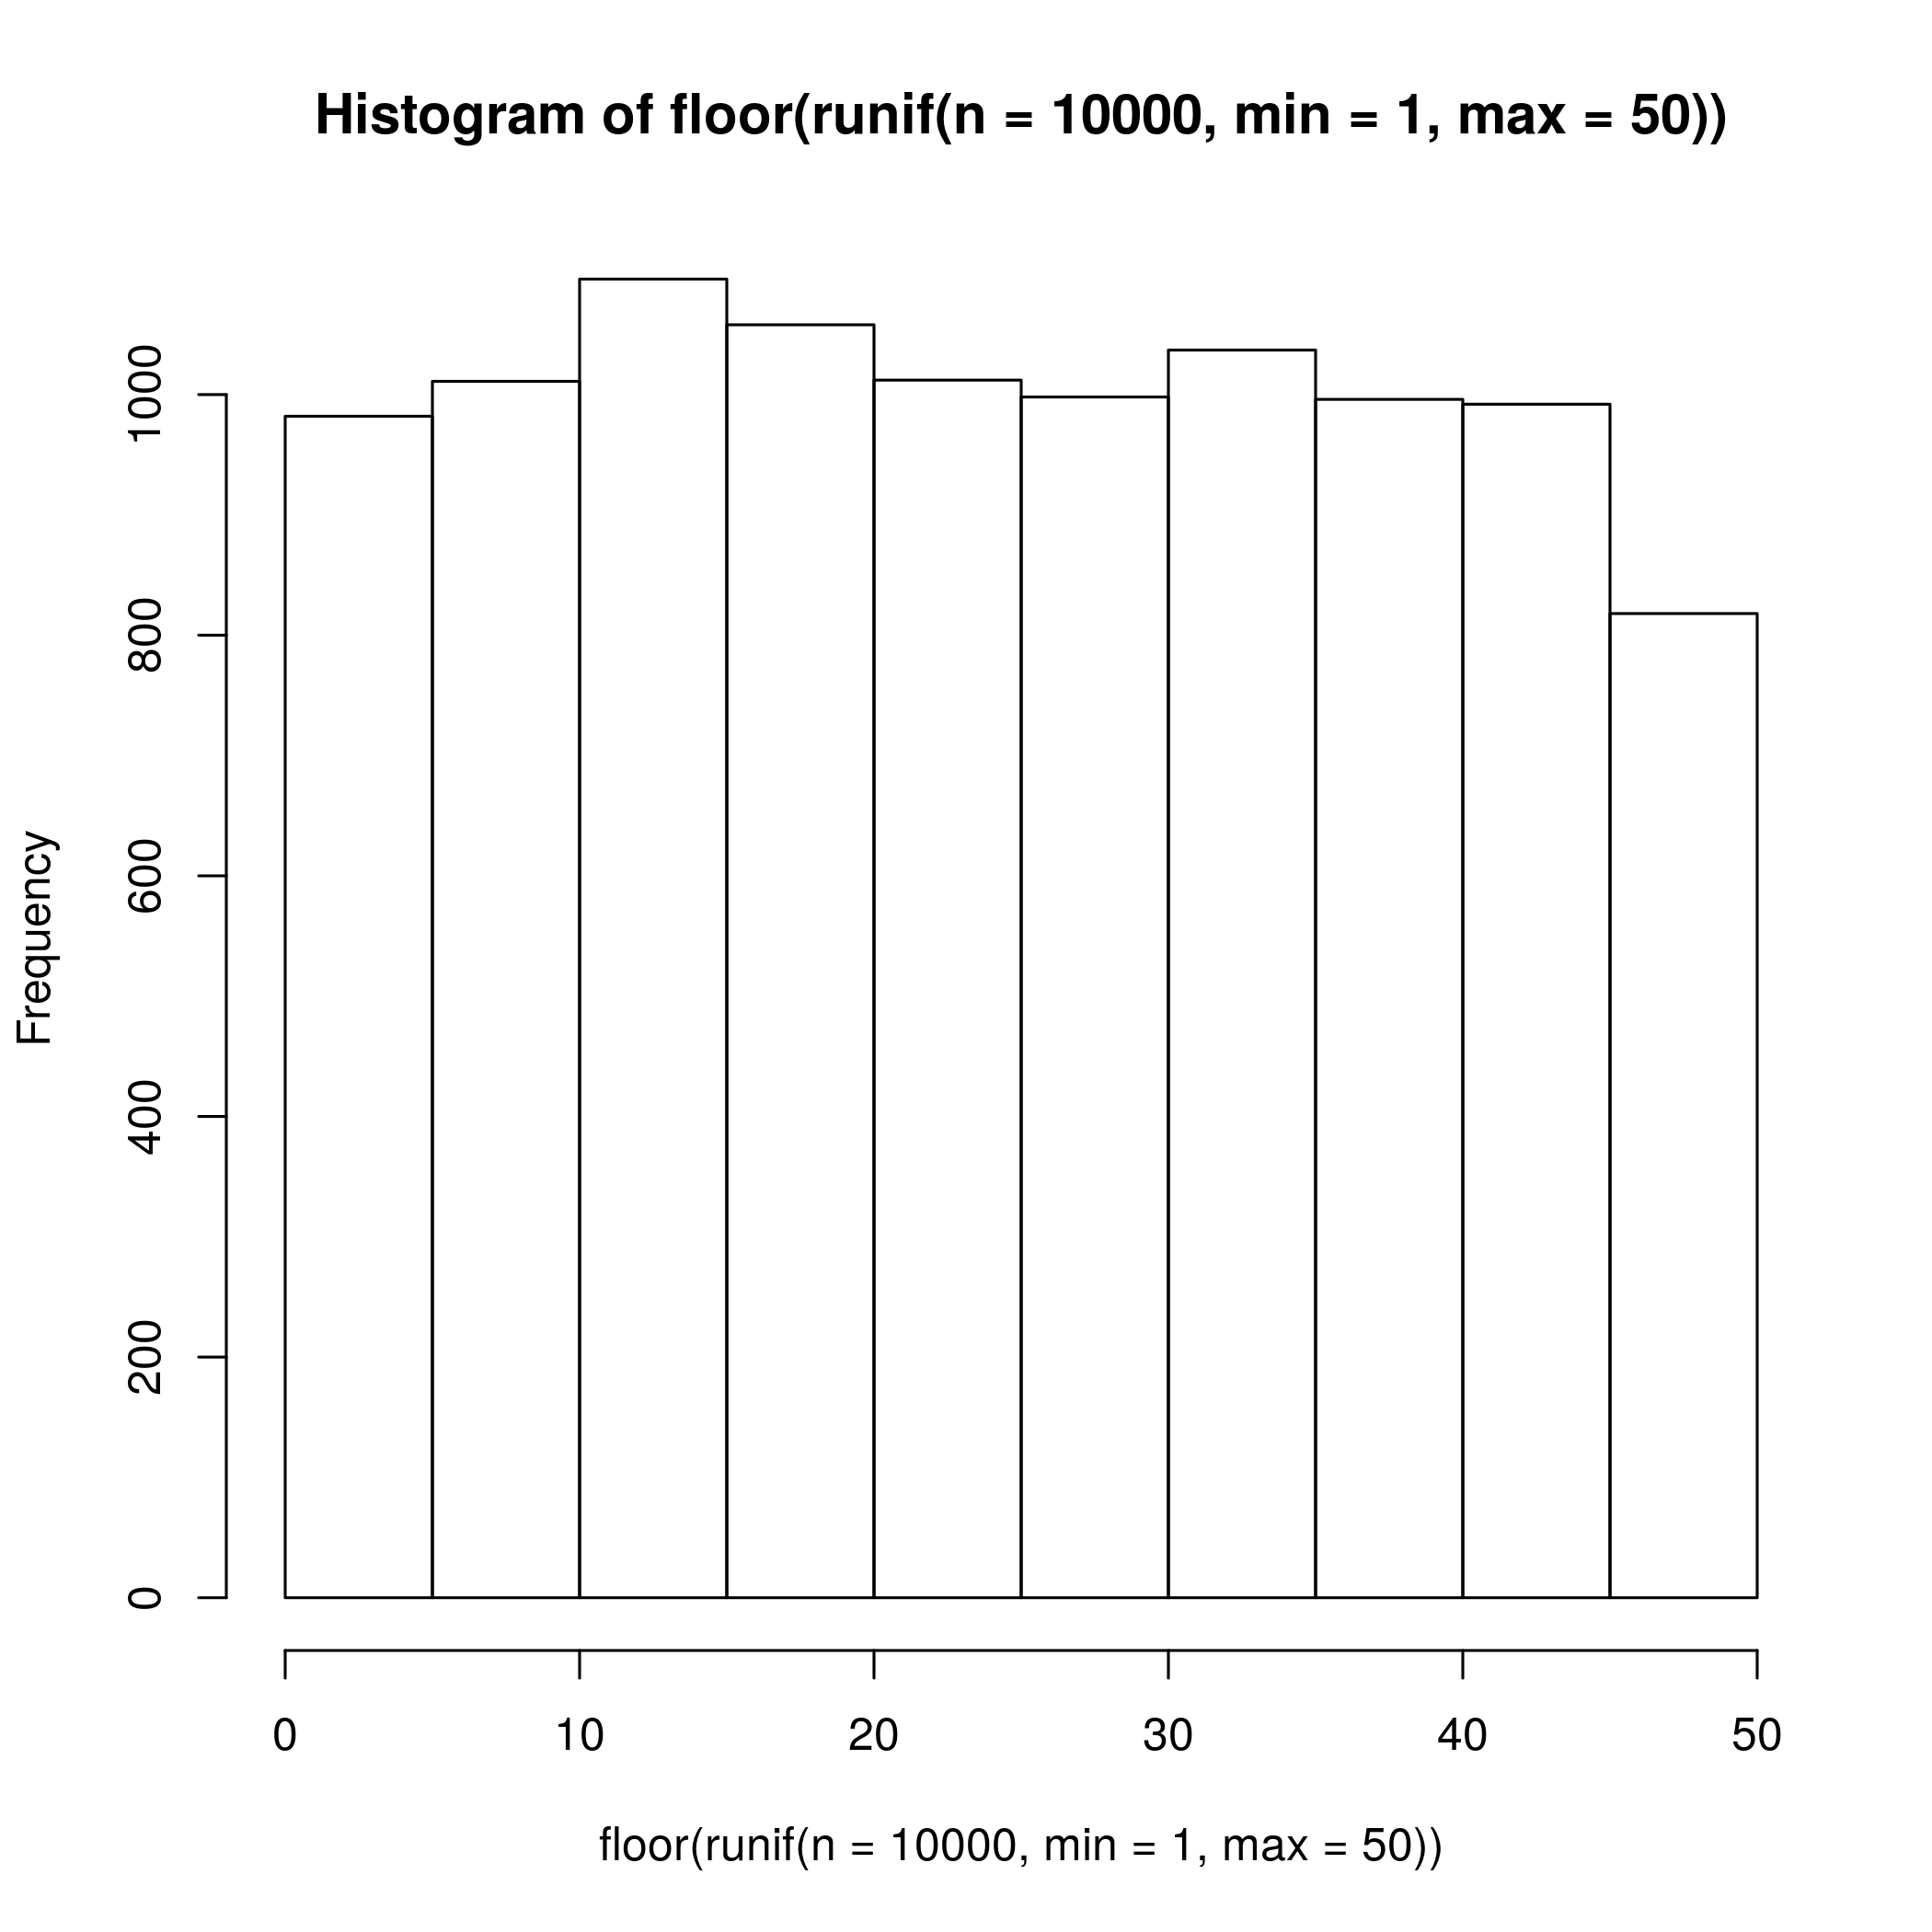 Histogram of floor(runif(n = 10000, min = 1, max = 50))
Frequency
1000
800
600
400
200
0
0 10 20 30 40 50
floor(runif(n = 10000, min = 1, max = 50))